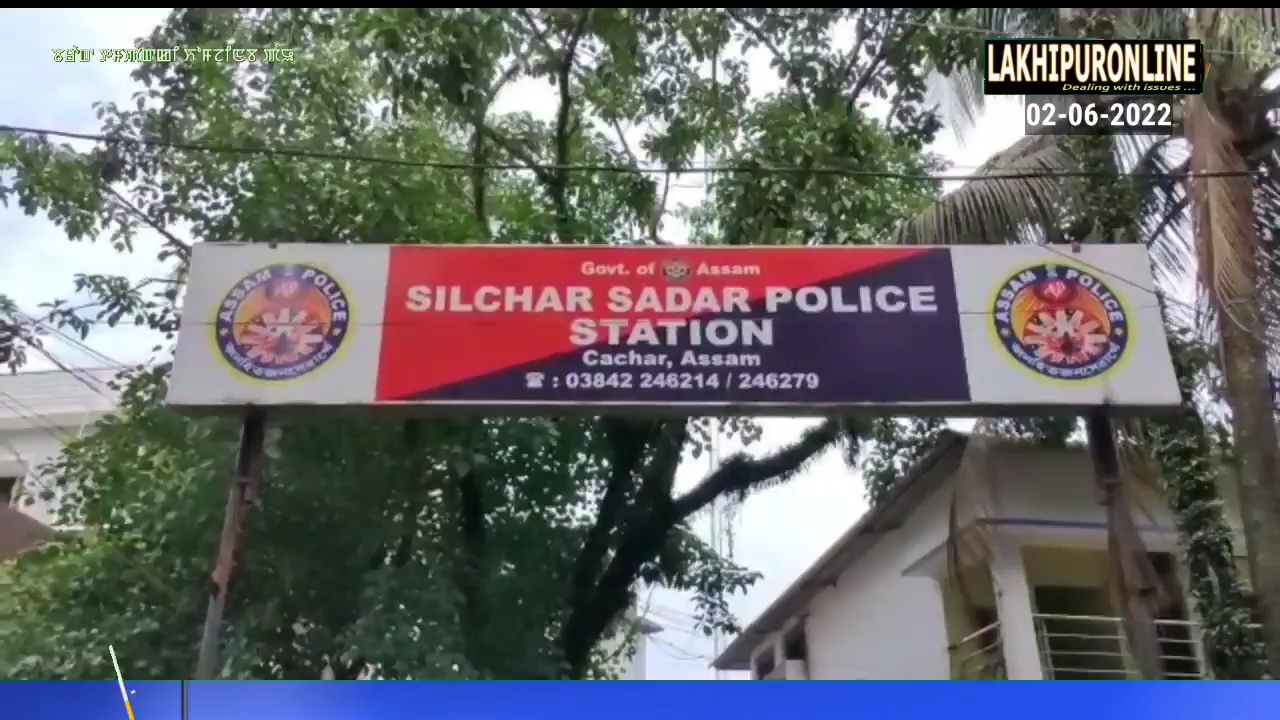 LAKHIPURONLINE
Dealing with issues ...
02-06-2022
Govt. of Assam
SILCHAR SADAR POLICE
STATION
Cachar, Assam
☎ : 03842 246214 / 246279
ASSAM POLICE
ASSAM POLICE